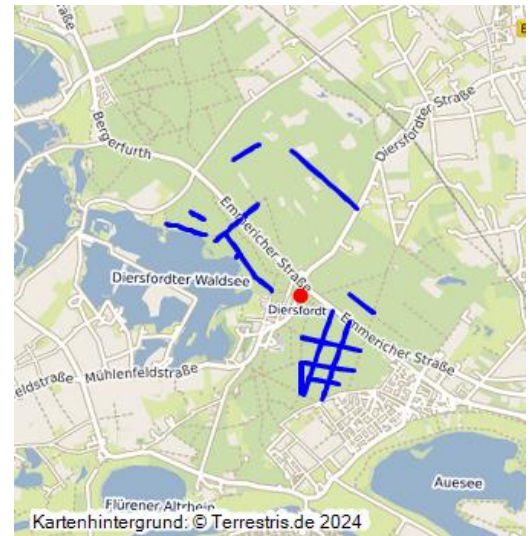 B
Bergerfurth
Diersfordter Straße
Emmericher Straße
Diersfordter Waldsee
Diersfordt
Emmericher Straße
Mühlenfeldstraße
feldstraße
Auesee
Flürener Altrhein
Kartenhintergrund: © Terrestris.de 2024